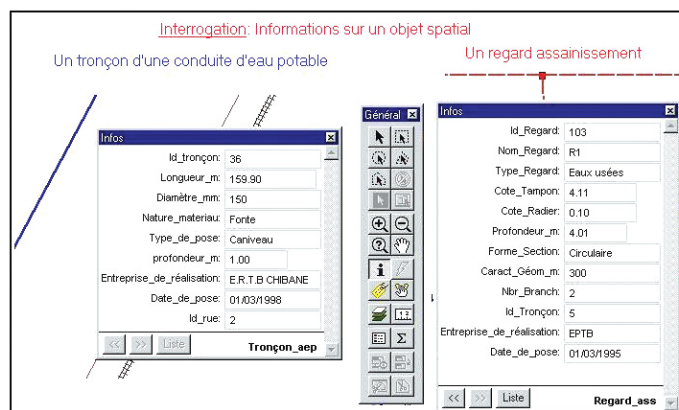 Interrogation: Informations sur un objet spatial
Un tronçon d'une conduite d'eau potable
Un regard assainissement
Infos
Id_tronçon: 36
Longueur_m: 159.90
Diamètre_mm: 150
Nature_materiau: Fonte
Type_de_pose: Caniveau
profondeur_m: 1.00
Entreprise_de_réalisation: E.R.T.B CHIBANE
Date_de_pose: 01/03/1998
Id_rue: 2
<< >> Liste Tronçon_aep
Général
Infos
Id_Regard: 103
Nom_Regard: R1
Type_Regard: Eaux usées
Cote_Tampon: 4.11
Cote_Radier: 0.10
Profondeur_m: 4.01
Forme_Section: Circulaire
Caract_Géom_m: 300
Nbr_Branch: 2
Id_Tronçon: 5
Entreprise_de_réalisation: EPTB
Date_de_pose: 01/03/1995
<< >> Liste Regard_ass